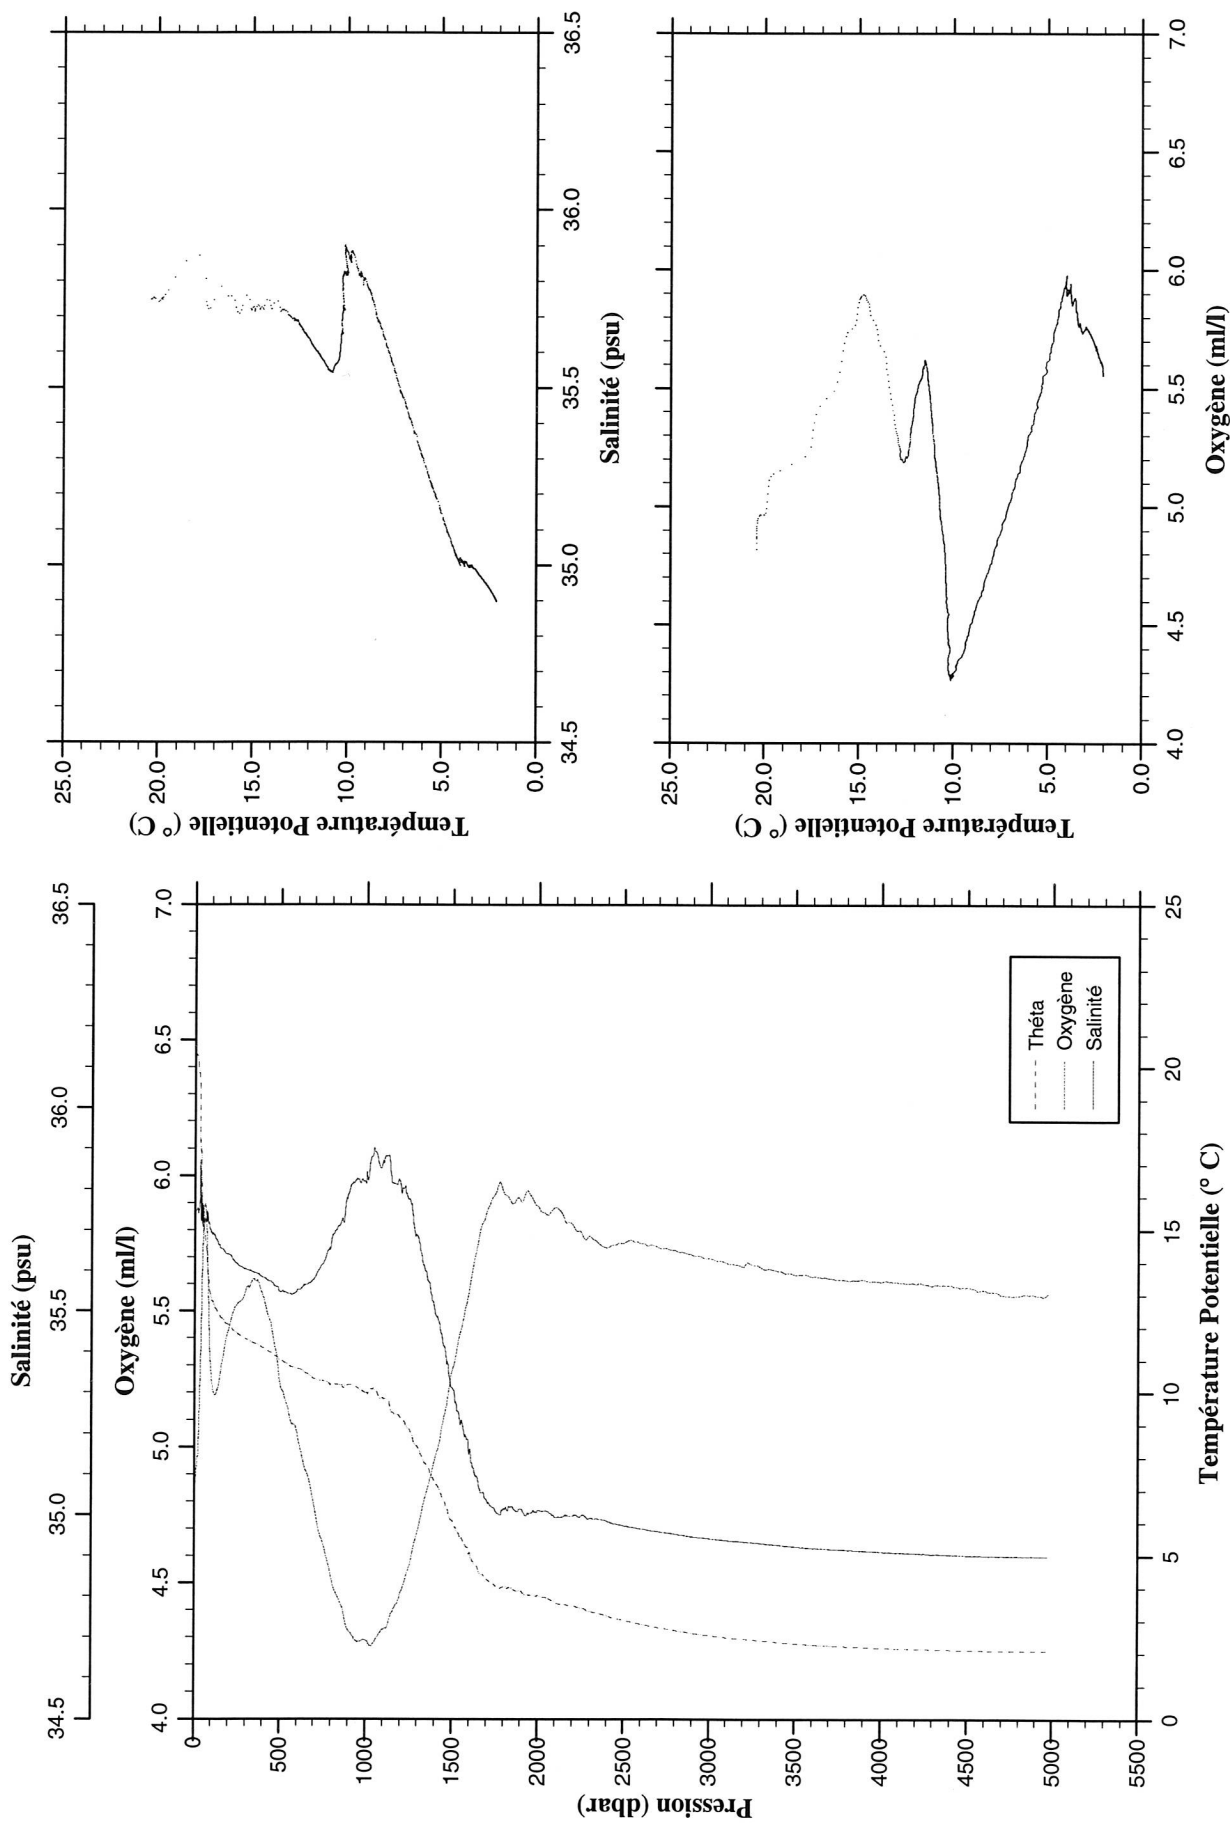 Salinité (psu)
34.5 35.0 35.5 36.0 36.5
Oxygène (ml/l)
4.0 4.5 5.0 5.5 6.0 6.5 7.0
Pression (dbar)
0
500
1000
1500
2000
2500
3000
3500
4000
4500
5000
5500
Théta
Oxygène
Salinité
0 5 10 15 20 25
Température Potentielle (° C)
Température Potentielle (° C)
25.0
20.0
15.0
10.0
5.0
0.0
34.5 35.0 35.5 36.0 36.5
Salinité (psu)
Température Potentielle (° C)
25.0
20.0
15.0
10.0
5.0
0.0
4.0 4.5 5.0 5.5 6.0 6.5 7.0
Oxygène (ml/l)